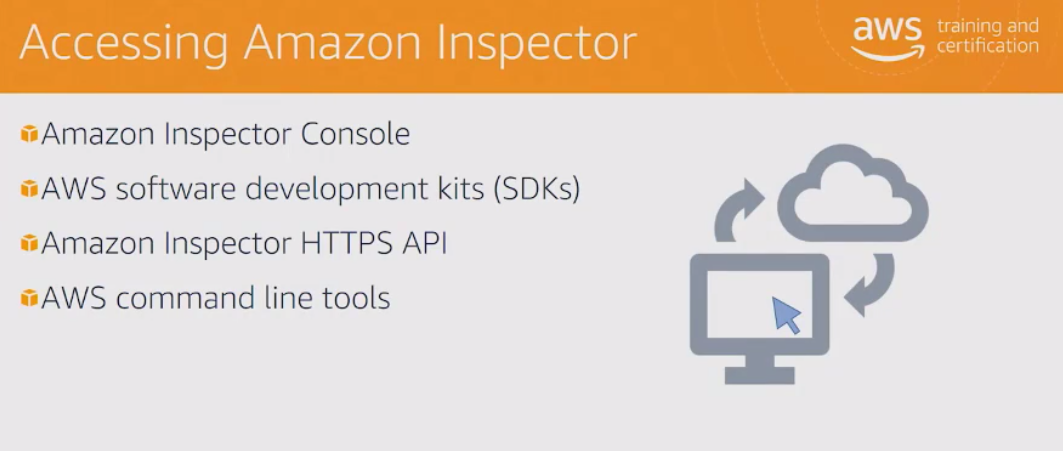 Accessing Amazon Inspector
aws training and
certification
Amazon Inspector Console
AWS software development kits (SDKs)
Amazon Inspector HTTPS API
AWS command line tools